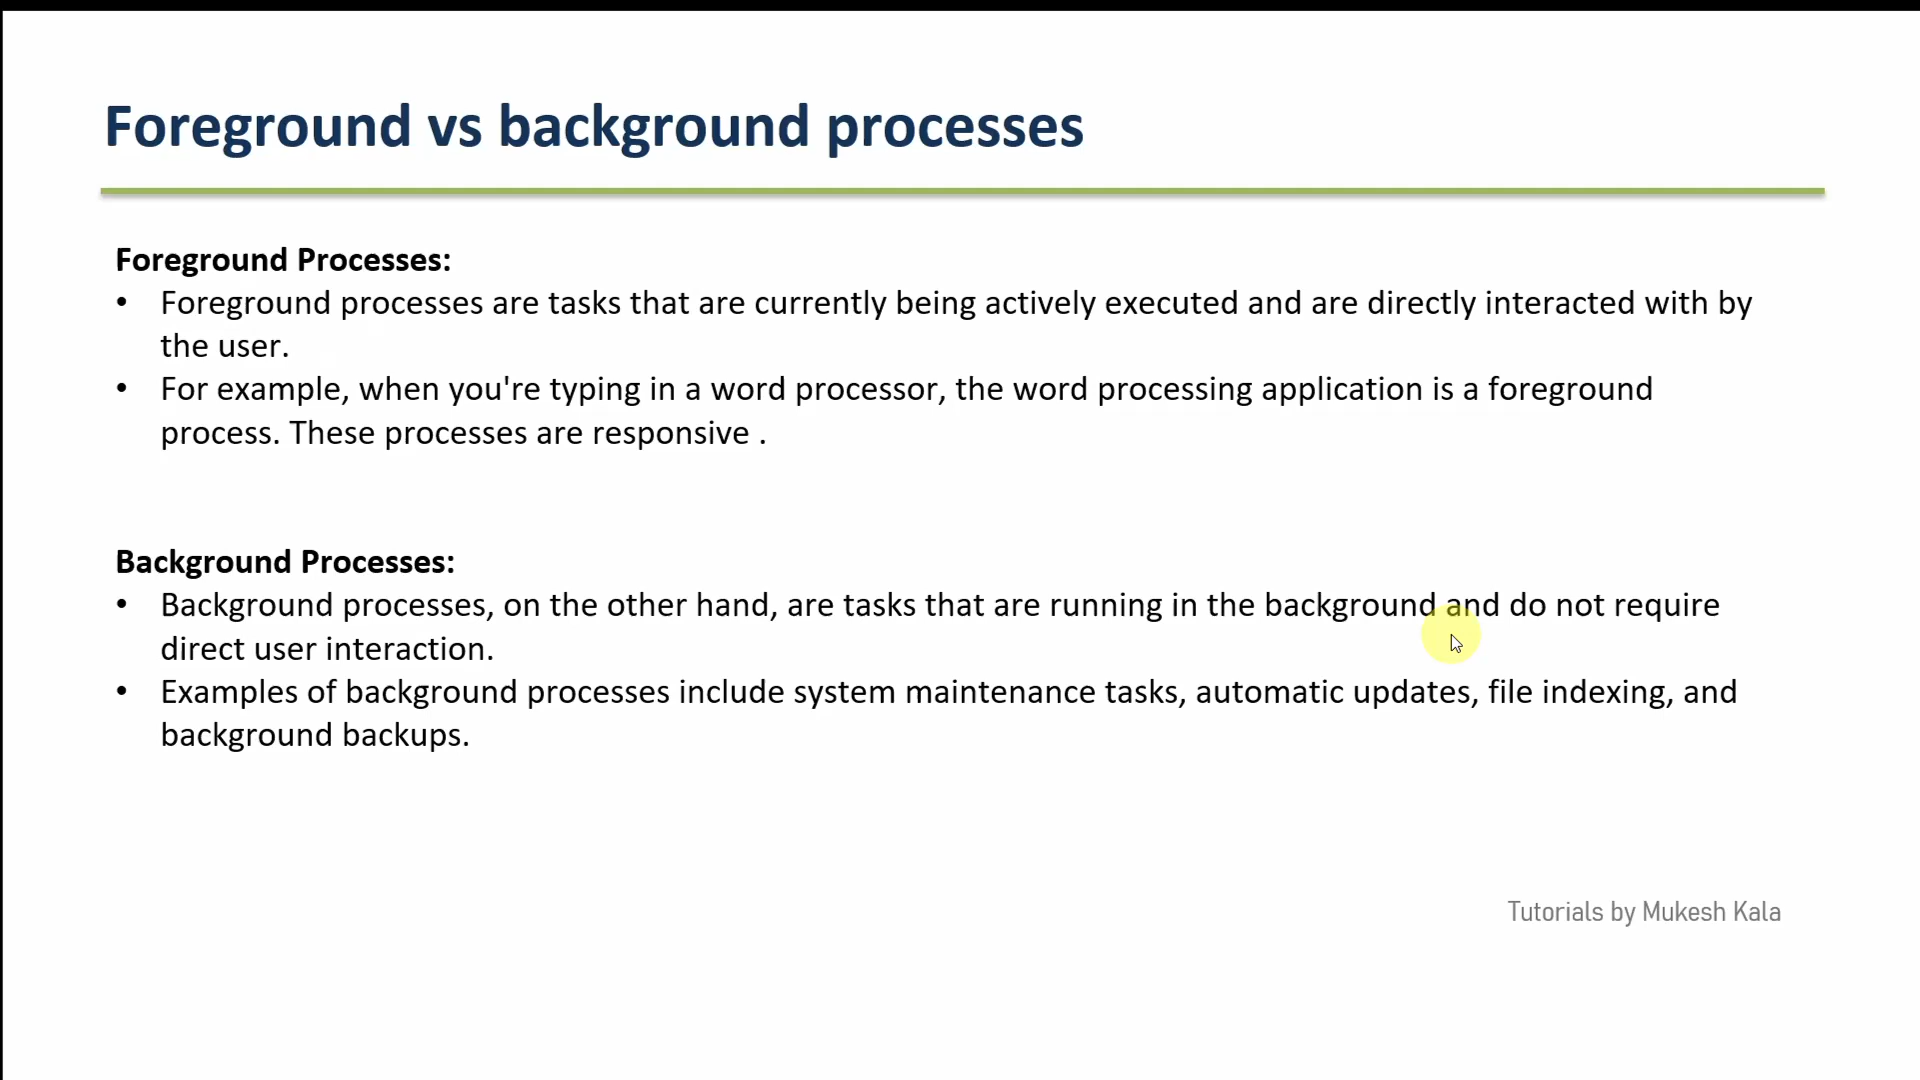 Foreground vs background processes
Foreground Processes:
• Foreground processes are tasks that are currently being actively executed and are directly interacted with by
the user.
• For example, when you're typing in a word processor, the word processing application is a foreground
process. These processes are responsive .
Background Processes:
• Background processes, on the other hand, are tasks that are running in the background and do not require
direct user interaction.
• Examples of background processes include system maintenance tasks, automatic updates, file indexing, and
background backups.
Tutorials by Mukesh Kala